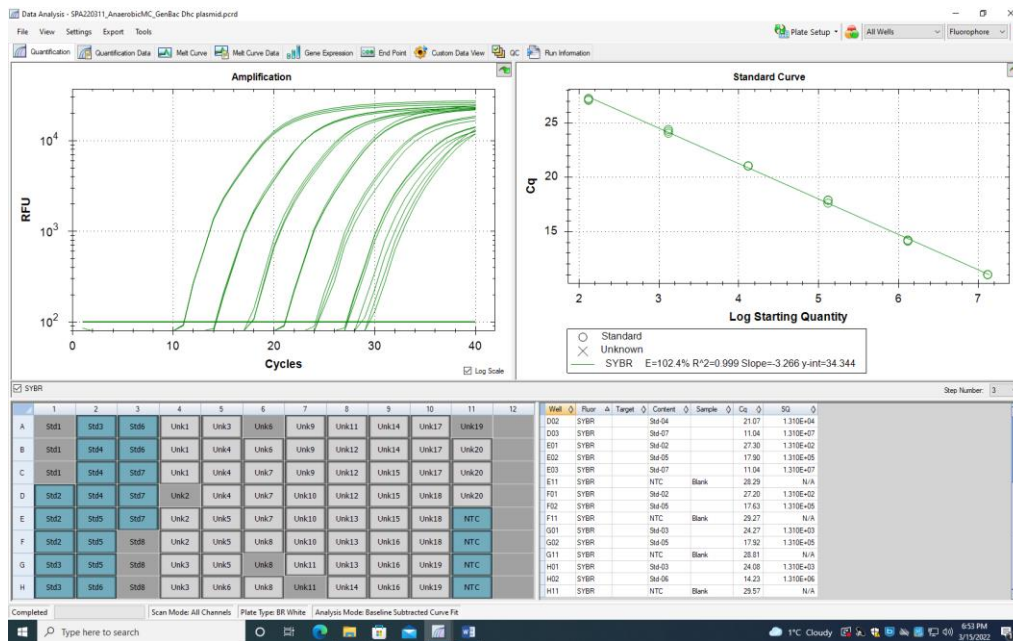 Data Analysis - SPA220311_AnaerobicMC_GenBac Dhc plasmid.pcrd
File View Settings Export Tools
Plate Setup All Wells Fluorophore
Quantification Quantification Data Melt Curve Melt Curve Data Gene Expression End Point Custom Data View QC Run Information
Amplification
RFU
10^4
10^3
10^2
0 10 20 30 40
Cycles
Log Scale
Standard Curve
Cq
25
20
15
2 3 4 5 6 7
Log Starting Quantity
Standard
Unknown
SYBR E=102.4% R^2=0.999 Slope=-3.266 y-int=34.344
SYBR
Step Number: 3
1 2 3 4 5 6 7 8 9 10 11 12
A Std1 Std3 Std6 Unk1 Unk3 Unk6 Unk9 Unk11 Unk14 Unk17 Unk19
B Std1 Std4 Std6 Unk1 Unk4 Unk6 Unk9 Unk12 Unk14 Unk17 Unk20
C Std1 Std4 Std7 Unk1 Unk4 Unk7 Unk9 Unk12 Unk15 Unk17 Unk20
D Std2 Std4 Std7 Unk2 Unk4 Unk7 Unk10 Unk12 Unk15 Unk18 Unk20
E Std2 Std5 Std7 Unk2 Unk5 Unk7 Unk10 Unk13 Unk15 Unk18 NTC
F Std2 Std5 Std8 Unk2 Unk5 Unk8 Unk10 Unk13 Unk16 Unk18 NTC
G Std3 Std5 Std8 Unk3 Unk5 Unk8 Unk11 Unk13 Unk16 Unk19 NTC
H Std3 Std6 Std8 Unk3 Unk6 Unk8 Unk11 Unk14 Unk16 Unk19 NTC
Well Fluor Target Content Sample Cq SQ
D02 SYBR Std-04 21.07 1.310E+04
D03 SYBR Std-07 11.04 1.310E+07
E01 SYBR Std-02 27.30 1.310E+02
E02 SYBR Std-05 17.90 1.310E+05
E03 SYBR Std-07 11.04 1.310E+07
E11 SYBR NTC Blank 28.29 N/A
F01 SYBR Std-02 27.20 1.310E+02
F02 SYBR Std-05 17.63 1.310E+05
F11 SYBR NTC Blank 29.27 N/A
G01 SYBR Std-03 24.27 1.310E+03
G02 SYBR Std-05 17.92 1.310E+05
G11 SYBR NTC Blank 28.81 N/A
H01 SYBR Std-03 24.08 1.310E+03
H02 SYBR Std-06 14.23 1.310E+06
H11 SYBR NTC Blank 29.57 N/A
Completed Scan Mode: All Channels Plate Type: BR White Analysis Mode: Baseline Subtracted Curve Fit
Type here to search
1°C Cloudy
6:53 PM
3/15/2022